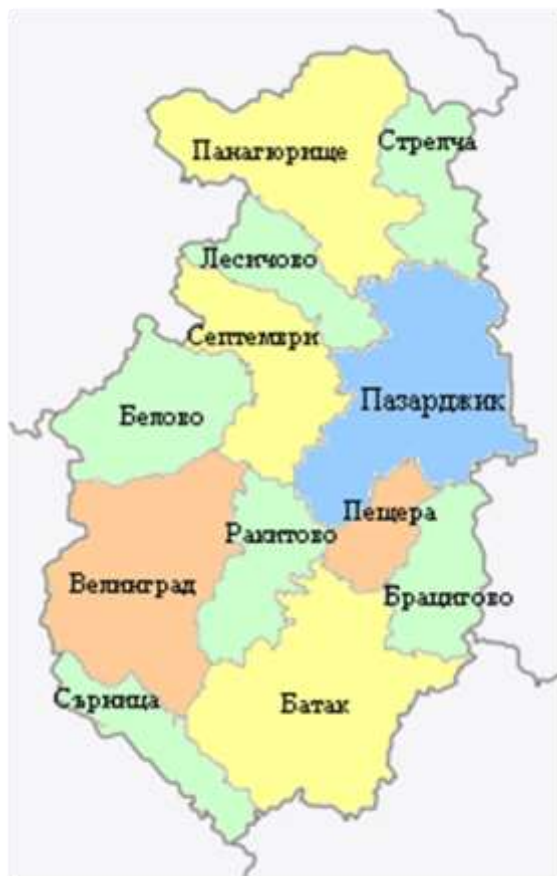 Стрелча
Панагюрище
Лесичово
Септември
Пазарджик
Белово
Пещера
Ракитово
Велинград
Брацигово
Сърница
Батак